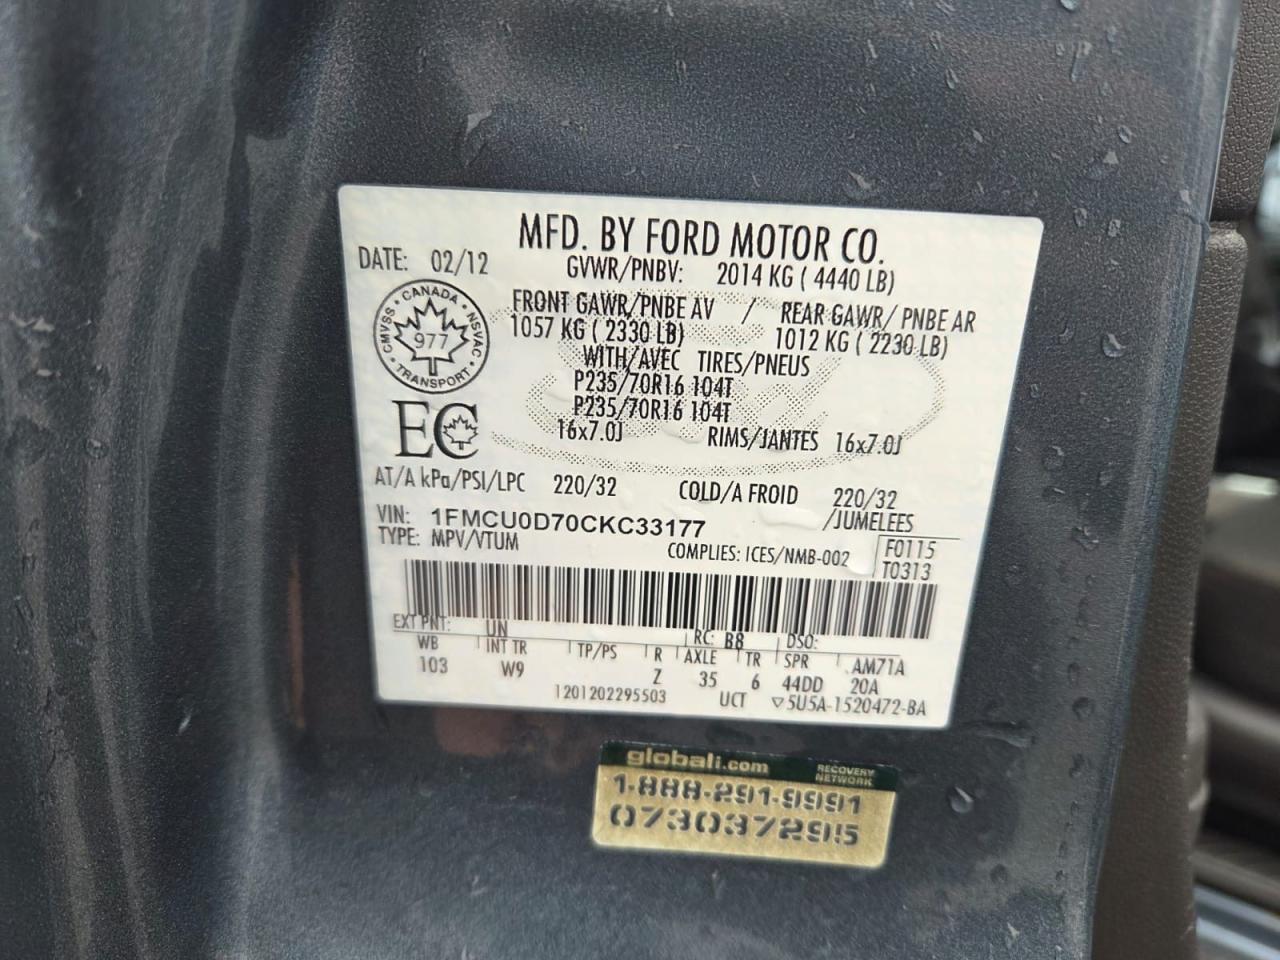 MFD. BY FORD MOTOR CO.
DATE: 02/12
GVWR/PNBV: 2014 KG ( 4440 LB)
CANADA
CMVSS
NSVAC
977
TRANSPORT
FRONT GAWR/PNBE AV / REAR GAWR/ PNBE AR
1057 KG ( 2330 LB) 1012 KG ( 2230 LB)
WITH/AVEC TIRES/PNEUS
P235/70R16 104T
P235/70R16 104T
16x7.0J RIMS/JANTES 16x7.0J
EC
AT/A kPa/PSI/LPC 220/32 COLD/A FROID 220/32
/JUMELEES
VIN: 1FMCU0D70CKC33177
TYPE: MPV/VTUM
COMPLIES: ICES/NMB-002
F0115
T0313
EXT PNT: UN RC: B8 DSO:
WB INT TR TP/PS R AXLE TR SPR AM71A
103 W9 Z 35 6 44DD 20A
1201202295503 UCT ▽5U5A-1520472-BA
globali.com RECOVERY NETWORK
1-888-291-9991
073037295